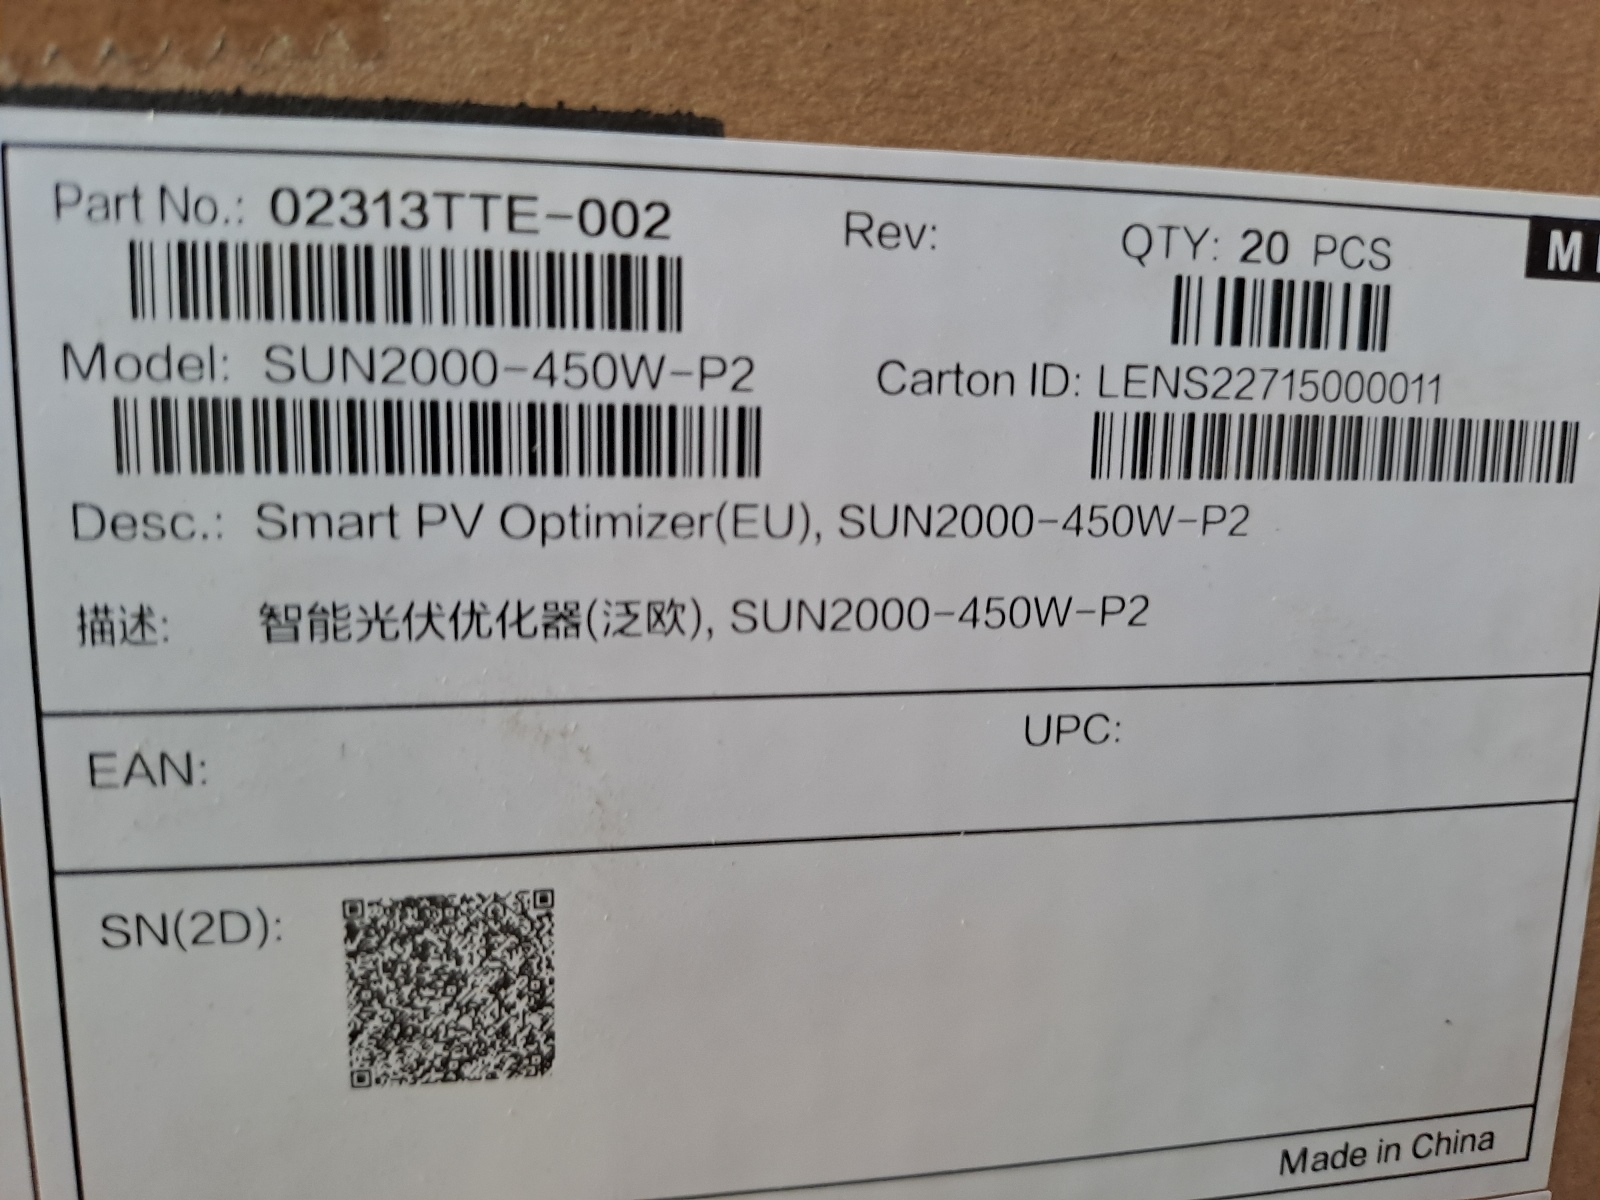 Part No.: 02313TTE-002
Rev:
QTY: 20 PCS
M
Model: SUN2000-450W-P2
Carton ID: LENS22715000011
Desc.: Smart PV Optimizer(EU), SUN2000-450W-P2
描述: 智能光伏优化器(泛欧), SUN2000-450W-P2
EAN:
UPC:
SN(2D):
Made in China